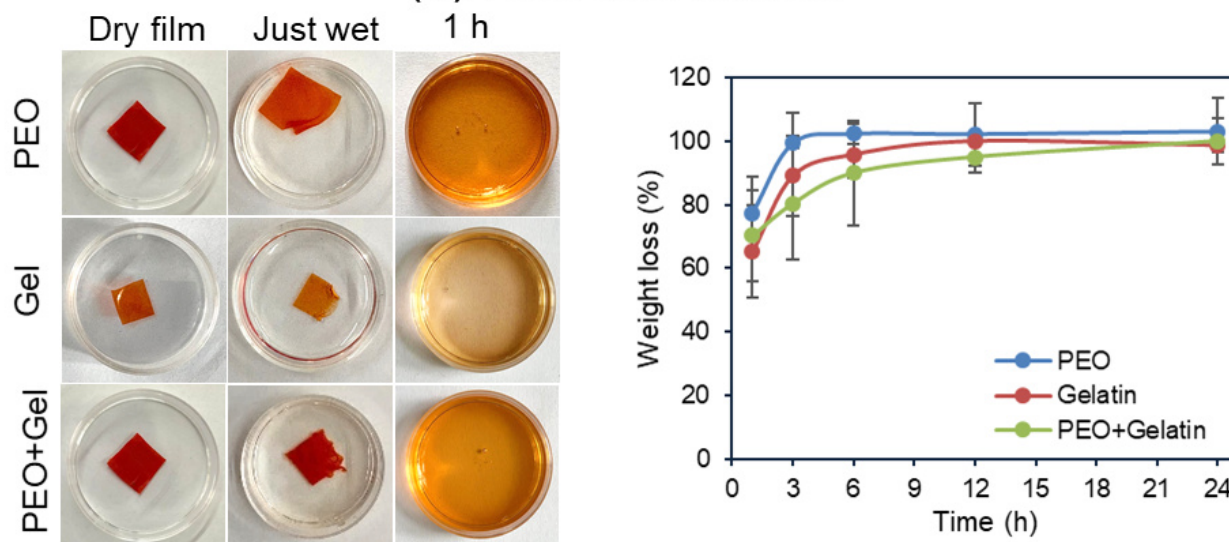 Dry film Just wet 1 h
PEO
Gel
PEO+Gel
120
100
80
60
40
20
0
Weight loss (%)
0 3 6 9 12 15 18 21 24
Time (h)
PEO
Gelatin
PEO+Gelatin